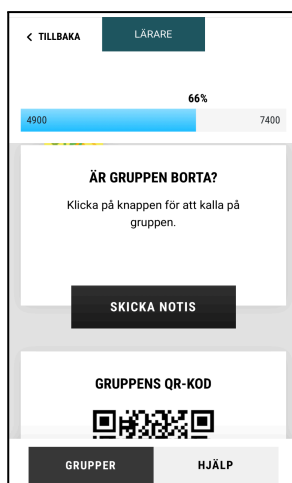 < TILLBAKA
LÄRARE
66%
4900 7400
ÄR GRUPPEN BORTA?
Klicka på knappen för att kalla på
gruppen.
SKICKA NOTIS
GRUPPENS QR-KOD
GRUPPER HJÄLP